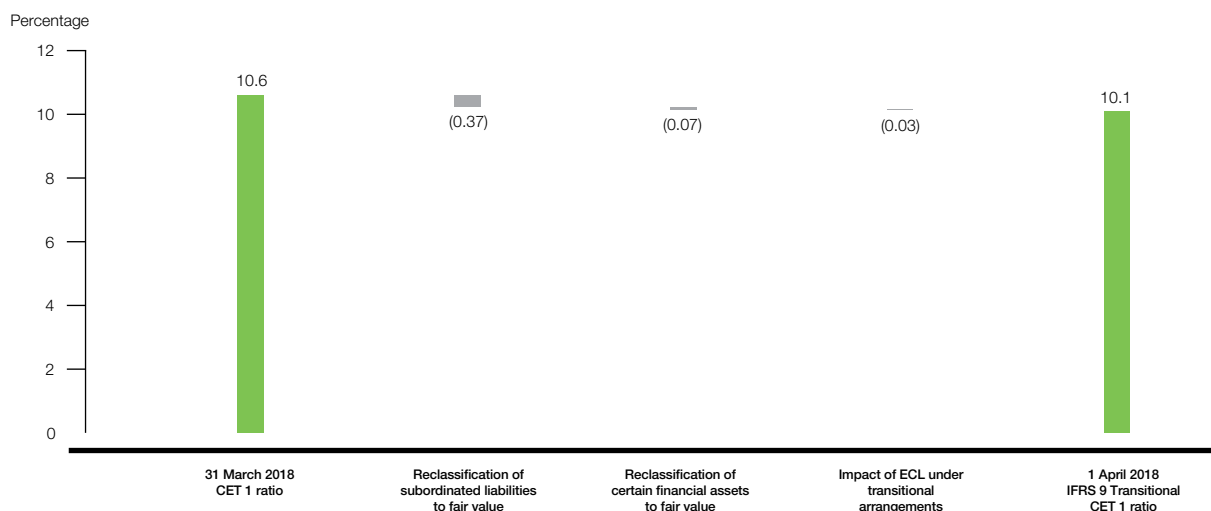 Percentage
12
10
8
6
4
2
0
10.6
(0.37)
(0.07)
(0.03)
10.1
31 March 2018
CET 1 ratio
Reclassification of
subordinated liabilities
to fair value
Reclassification of
certain financial assets
to fair value
Impact of ECL under
transitional
arrangements
1 April 2018
IFRS 9 Transitional
CET 1 ratio